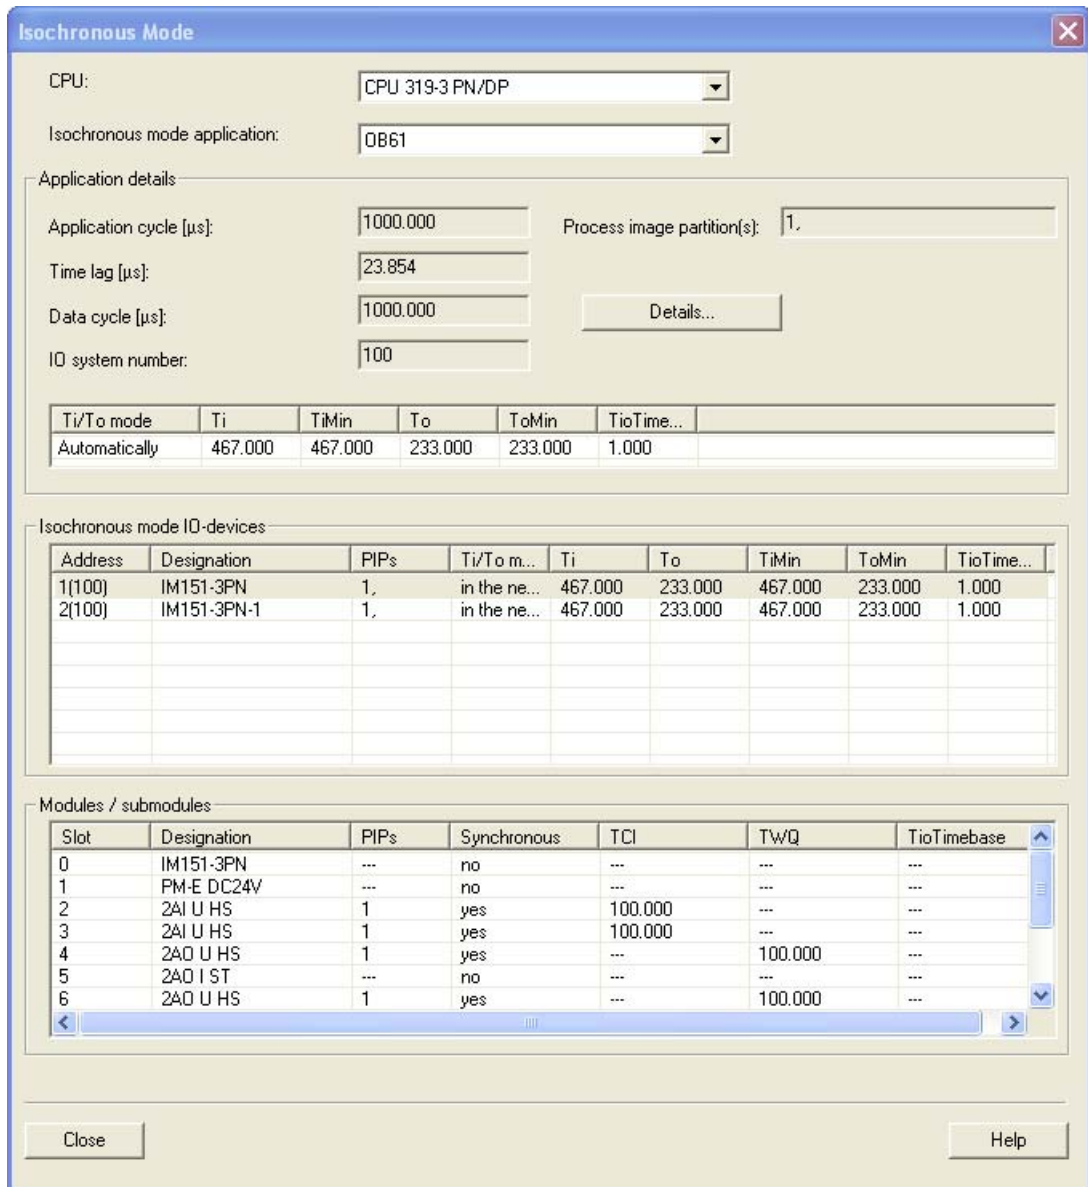 Isochronous Mode
CPU: CPU 319-3 PN/DP
Isochronous mode application: OB61
Application details
Application cycle [µs]: 1000.000 Process image partition(s): 1,
Time lag [µs]: 23.854
Data cycle [µs]: 1000.000 Details...
IO system number: 100
Ti/To mode Ti TiMin To ToMin TioTime...
Automatically 467.000 467.000 233.000 233.000 1.000
Isochronous mode IO-devices
Address Designation PIPs Ti/To m... Ti To TiMin ToMin TioTime...
1(100) IM151-3PN 1, in the ne... 467.000 233.000 467.000 233.000 1.000
2(100) IM151-3PN-1 1, in the ne... 467.000 233.000 467.000 233.000 1.000
Modules / submodules
Slot Designation PIPs Synchronous TCI TWQ TioTimebase
0 IM151-3PN --- no --- --- ---
1 PM-E DC24V --- no --- --- ---
2 2AI U HS 1 yes 100.000 --- ---
3 2AI U HS 1 yes 100.000 --- ---
4 2AO U HS 1 yes --- 100.000 ---
5 2AO I ST --- no --- --- ---
6 2AO U HS 1 yes --- 100.000 ---
Close Help